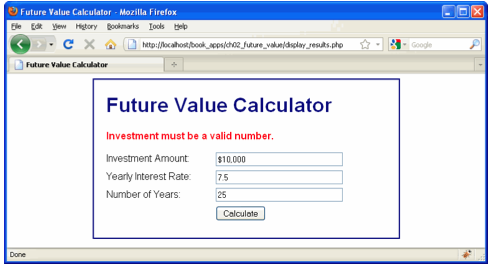 Future Value Calculator - Mozilla Firefox
File Edit View History Bookmarks Tools Help
http://localhost/book_apps/ch02_future_value/display_results.php
Google
Future Value Calculator
Future Value Calculator
Investment must be a valid number.
Investment Amount: $10,000
Yearly Interest Rate: 7.5
Number of Years: 25
Calculate
Done